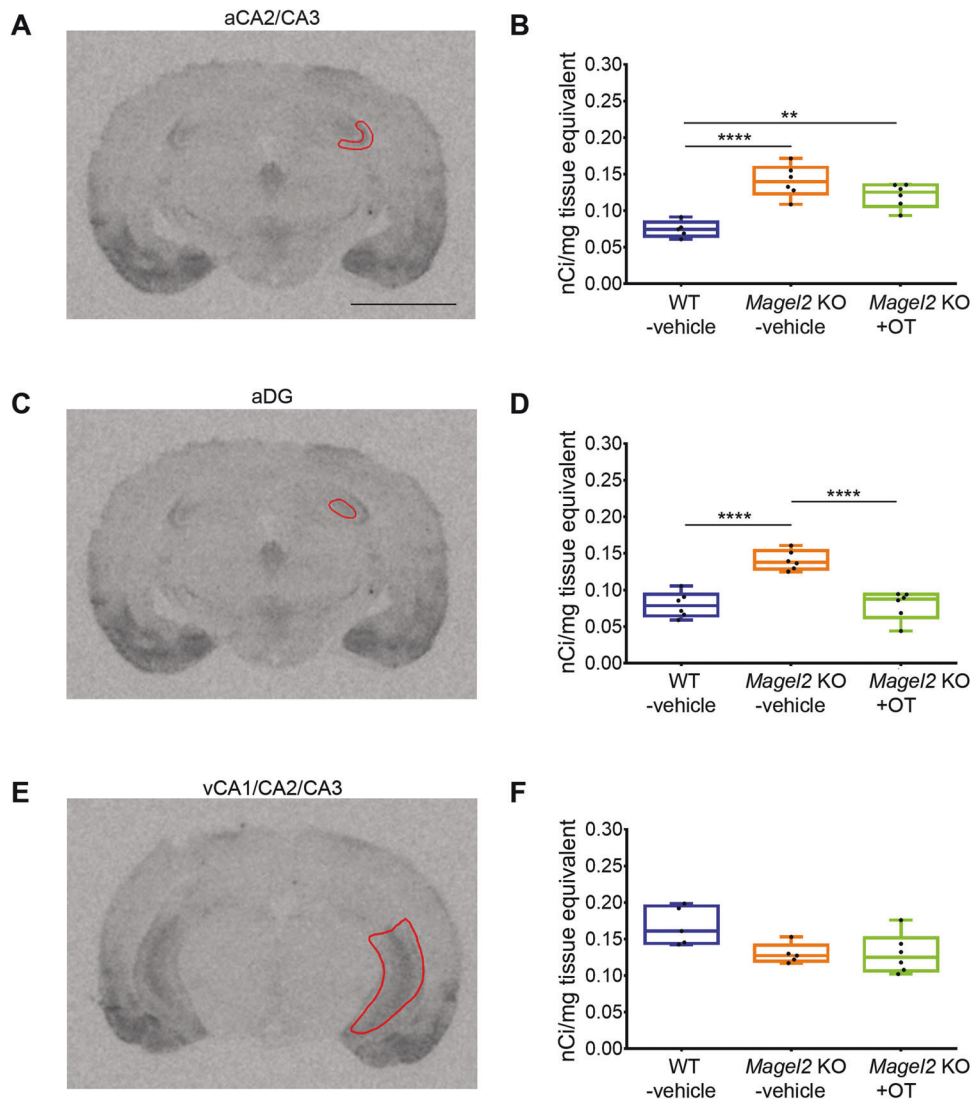 A
aCA2/CA3
B
nCi/mg tissue equivalent
0.30
0.25
0.20
0.15
0.10
0.05
0.00
**
****
WT
-vehicle
Magel2 KO
-vehicle
Magel2 KO
+OT
C
aDG
D
nCi/mg tissue equivalent
0.30
0.25
0.20
0.15
0.10
0.05
0.00
****
****
WT
-vehicle
Magel2 KO
-vehicle
Magel2 KO
+OT
E
vCA1/CA2/CA3
F
nCi/mg tissue equivalent
0.30
0.25
0.20
0.15
0.10
0.05
0.00
WT
-vehicle
Magel2 KO
-vehicle
Magel2 KO
+OT